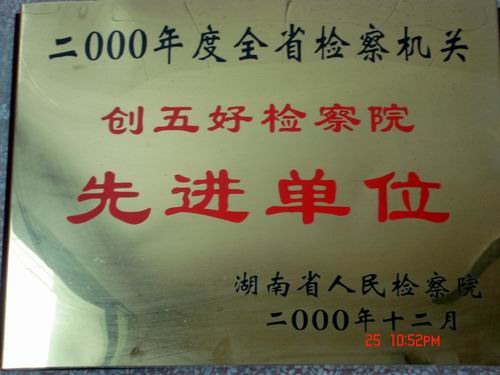 二000年度全省检察机关
创五好检察院
先进单位
湖南省人民检察院
二000年十二月
25 10:52PM